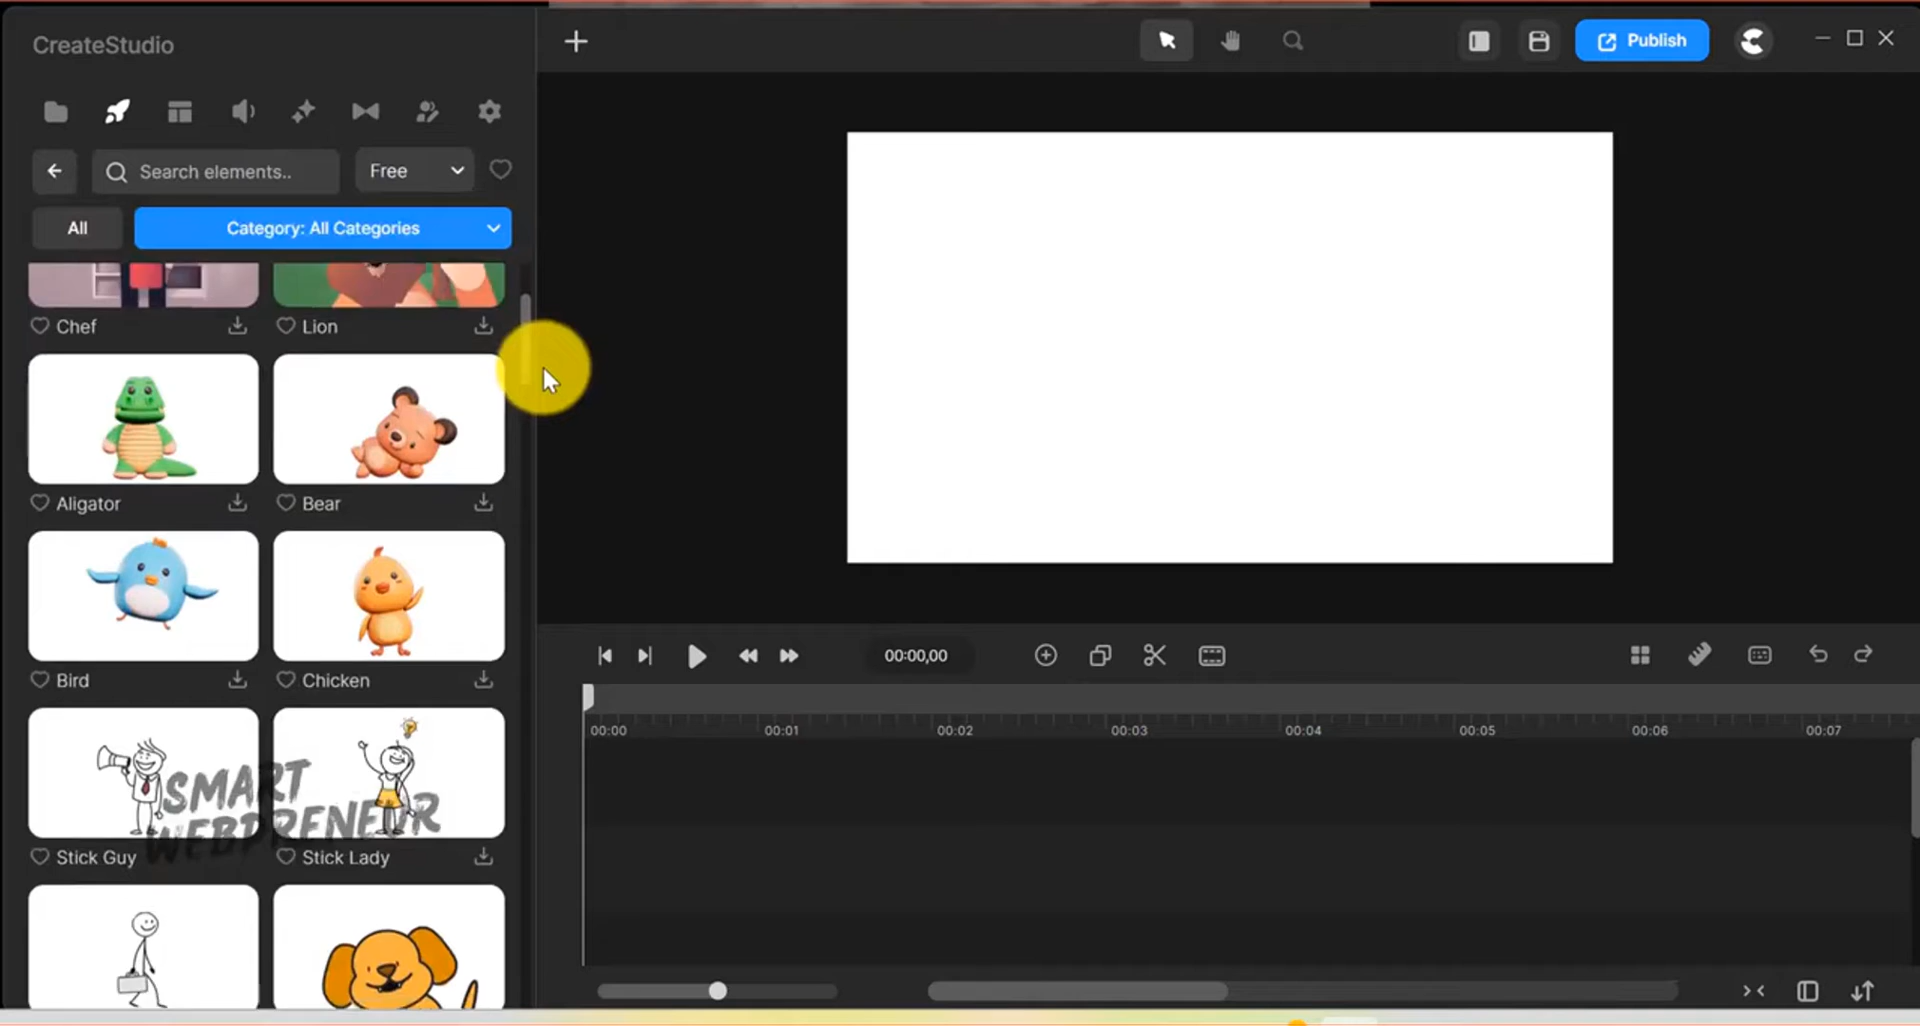 CreateStudio
Publish
Search elements..
Free
All
Category: All Categories
Chef
Lion
Aligator
Bear
Bird
Chicken
SMART
WEBPRENEUR
Stick Guy
Stick Lady
00:00,00
00:00
00:01
00:02
00:03
00:04
00:05
00:06
00:07